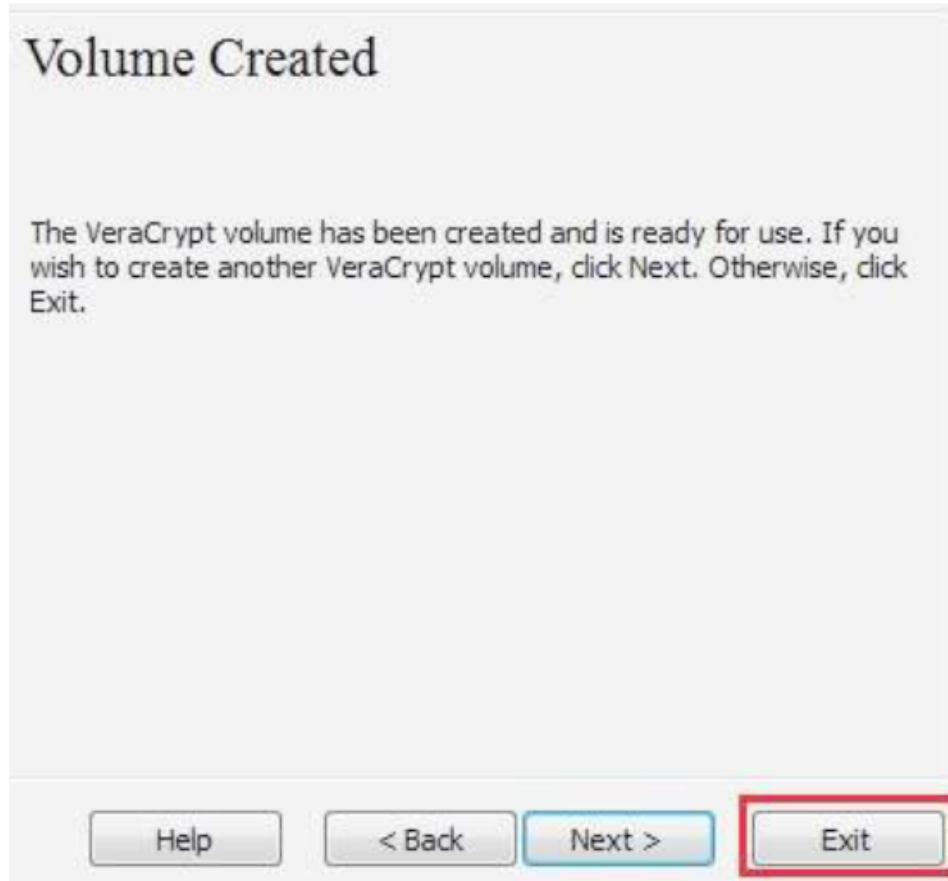 Volume Created
The VeraCrypt volume has been created and is ready for use. If you
wish to create another VeraCrypt volume, click Next. Otherwise, click
Exit.
Help
< Back
Next >
Exit